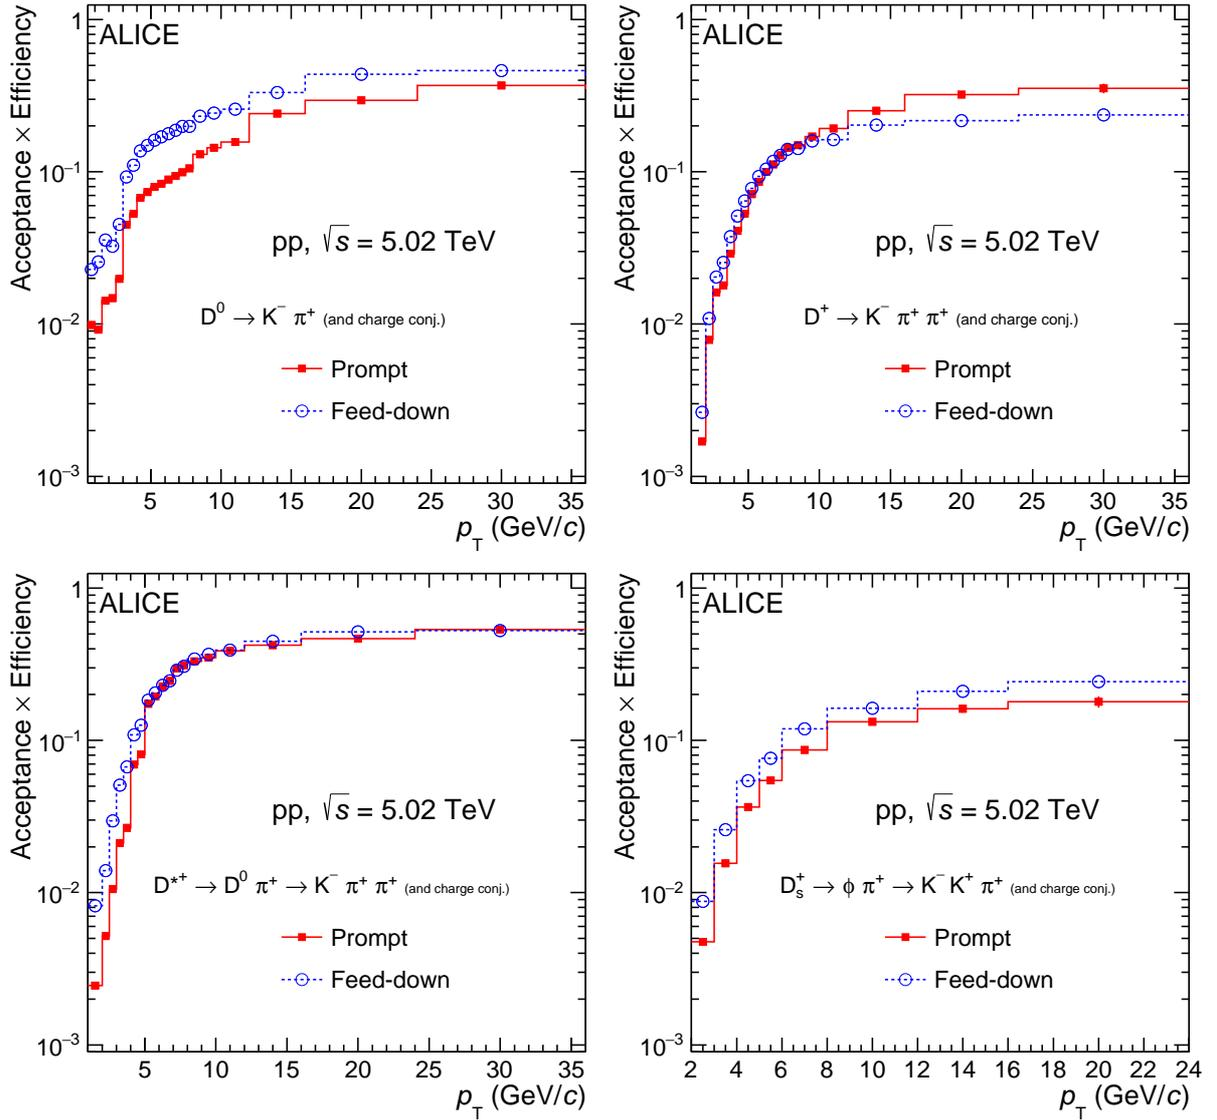 Acceptance × Efficiency
1
10⁻¹
10⁻²
10⁻³
ALICE
pp, √s = 5.02 TeV
D⁰ → K⁻ π⁺ (and charge conj.)
Prompt
Feed-down
5 10 15 20 25 30 35
p_T (GeV/c)
Acceptance × Efficiency
1
10⁻¹
10⁻²
10⁻³
ALICE
pp, √s = 5.02 TeV
D⁺ → K⁻ π⁺ π⁺ (and charge conj.)
Prompt
Feed-down
5 10 15 20 25 30 35
p_T (GeV/c)
Acceptance × Efficiency
1
10⁻¹
10⁻²
10⁻³
ALICE
pp, √s = 5.02 TeV
D*⁺ → D⁰ π⁺ → K⁻ π⁺ π⁺ (and charge conj.)
Prompt
Feed-down
5 10 15 20 25 30 35
p_T (GeV/c)
Acceptance × Efficiency
1
10⁻¹
10⁻²
10⁻³
ALICE
pp, √s = 5.02 TeV
D_s⁺ → ϕ π⁺ → K⁻ K⁺ π⁺ (and charge conj.)
Prompt
Feed-down
2 4 6 8 10 12 14 16 18 20 22 24
p_T (GeV/c)